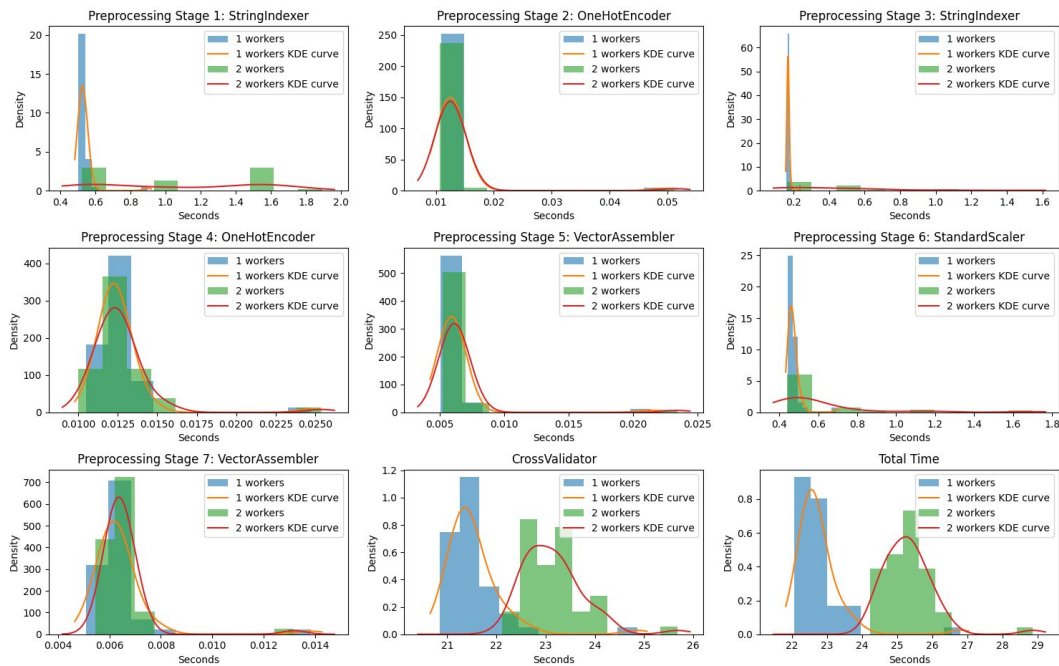 Preprocessing Stage 1: StringIndexer
20
15
10
5
0
Density
0.4 0.6 0.8 1.0 1.2 1.4 1.6 1.8 2.0
Seconds
1 workers
1 workers KDE curve
2 workers
2 workers KDE curve
Preprocessing Stage 2: OneHotEncoder
250
200
150
100
50
0
Density
0.01 0.02 0.03 0.04 0.05
Seconds
1 workers
1 workers KDE curve
2 workers
2 workers KDE curve
Preprocessing Stage 3: StringIndexer
60
50
40
30
20
10
0
Density
0.2 0.4 0.6 0.8 1.0 1.2 1.4 1.6
Seconds
1 workers
1 workers KDE curve
2 workers
2 workers KDE curve
Preprocessing Stage 4: OneHotEncoder
400
300
200
100
0
Density
0.0100 0.0125 0.0150 0.0175 0.0200 0.0225 0.0250
Seconds
1 workers
1 workers KDE curve
2 workers
2 workers KDE curve
Preprocessing Stage 5: VectorAssembler
500
400
300
200
100
0
Density
0.005 0.010 0.015 0.020 0.025
Seconds
1 workers
1 workers KDE curve
2 workers
2 workers KDE curve
Preprocessing Stage 6: StandardScaler
25
20
15
10
5
0
Density
0.4 0.6 0.8 1.0 1.2 1.4 1.6 1.8
Seconds
1 workers
1 workers KDE curve
2 workers
2 workers KDE curve
Preprocessing Stage 7: VectorAssembler
700
600
500
400
300
200
100
0
Density
0.004 0.006 0.008 0.010 0.012 0.014
Seconds
1 workers
1 workers KDE curve
2 workers
2 workers KDE curve
CrossValidator
1.2
1.0
0.8
0.6
0.4
0.2
0.0
Density
21 22 23 24 25 26
Seconds
1 workers
1 workers KDE curve
2 workers
2 workers KDE curve
Total Time
0.8
0.6
0.4
0.2
0.0
Density
22 23 24 25 26 27 28 29
Seconds
1 workers
1 workers KDE curve
2 workers
2 workers KDE curve